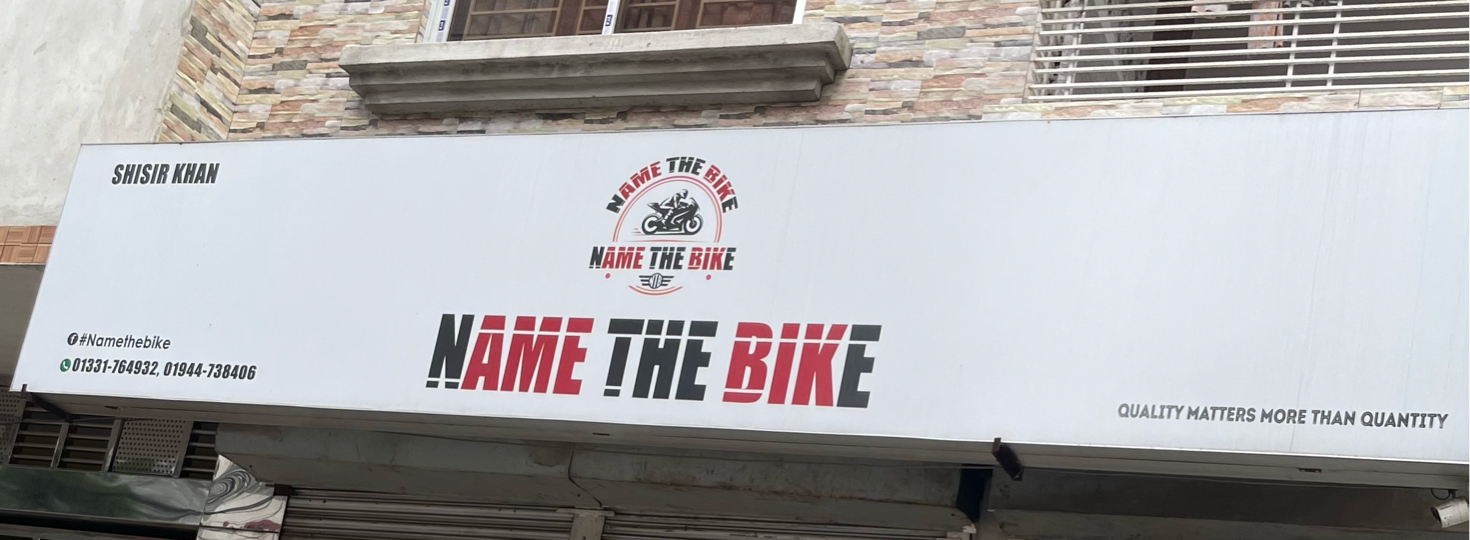 SHISIR KHAN
NAME THE BIKE
NAME THE BIKE
NAME THE BIKE
#Namethebike
01331-764932, 01944-738406
QUALITY MATTERS MORE THAN QUANTITY